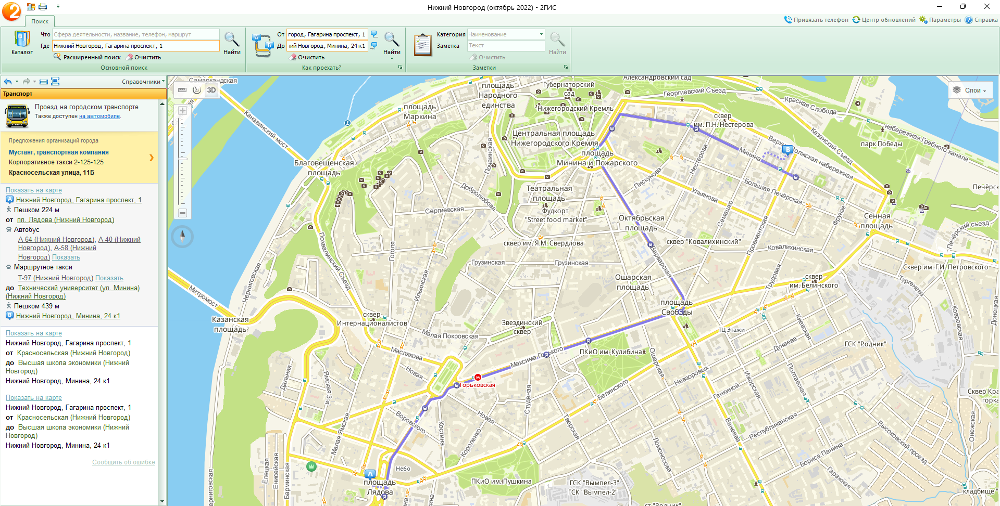 Нижний Новгород (октябрь 2022) - 2ГИС
Поиск
Привязать телефон
Центр обновлений
Параметры
Справка
Каталог
Что
Сфера деятельности, название, телефон, маршрут
Где
Нижний Новгород, Гагарина проспект, 1
Расширенный поиск
Очистить
Найти
Основной поиск
От
город, Гагарина проспект, 1
До
ий Новгород, Минина, 24 к1
Очистить
Найти
Как проехать?
Категория
Наименование
Заметка
Текст
Очистить
Найти
Заметки
Справочники
Транспорт
Проезд на городском транспорте
Также доступен на автомобиле.
Предложения организаций города
Мустанг, транспортная компания
Корпоративное такси 2-125-125
Красносельская улица, 11Б
Показать на карте
A Нижний Новгород, Гагарина проспект, 1
Пешком 224 м
от пл. Лядова (Нижний Новгород)
Автобус
А-64 (Нижний Новгород), А-40 (Нижний
Новгород), А-58 (Нижний
Новгород) Показать
Маршрутное такси
Т-97 (Нижний Новгород) Показать
до Технический университет (ул. Минина)
(Нижний Новгород)
Пешком 439 м
B Нижний Новгород, Минина, 24 к1
Показать на карте
Нижний Новгород, Гагарина проспект, 1
от Красносельская (Нижний Новгород)
до Высшая школа экономики (Нижний
Новгород)
Нижний Новгород, Минина, 24 к1
Показать на карте
Нижний Новгород, Гагарина проспект, 1
от Красносельская (Нижний Новгород)
до Высшая школа экономики (Нижний
Новгород)
Нижний Новгород, Минина, 24 к1
Сообщить об ошибке
3D
Слои
Самаркандская
Канавинский мост
площадь
Маркина
площадь
Народного
единства
Губернаторский
сад
Александровский сад
Георгиевский Съезд
Красная Слобода
набережная Гребного канала
Нижегородский Кремль
сквер
им. П.Н. Нестерова
Казанский Съезд
парк Победы
Центральная площадь
Нижегородского Кремля
площадь
Минина и Пожарского
Верхне-Волжская набережная
Минина
B
Благовещенская
площадь
Почаинская
Нестерова
Пискунова
Большая Печёрская
Ульянова
Печёрск
Театральная
площадь
Добролюбова
Сергиевская
Фудкорт
"Street food market"
Октябрьская
площадь
Семашко
Фрунзе
Сенная
площадь
Печёрский съезд
Похвалинский Съезд
Гоголя
сквер им. Я.М. Свердлова
сквер "Ковалихинский"
Провиантская
Ковалихинская
Варварская
Грузинская
Грузинская
Сквер им. Г.И. Петровского
Черниговская
Ильинская
Ошарская
площадь
Трудовая
сквер
им. Белинского
Тургенева
Метромост
Казанская
площадь
сквер
Интернационалистов
площадь
Свободы
Звездинский
сквер
Малая Покровская
ТЦ Этажи
Киевская
Ковровская
Донецкая
Дунаева
ГСК "Родник"
Маслякова
Максима Горького
ПКиО им. Кулибина
Ошарская
Новая
М
Горьковская
Дальняя
Ямская 3-я
Студёная
Белинского
Невзоровых
Генкиной
Ижорская
Полтавская
Сквер Кра
горка
Воровского
Малая Ямская
Костина
Новая
Короленко
Тверская
Ванеева
Республиканская
Высоковский проезд
Онежская
Ломоносова
Бориса Панина
Гаражная
Елецкая
Енисейская
Барминская
ерниговская
Небо
A
площадь
Лядова
ПКиО им. Пушкина
ГСК "Вымпел-3"
ГСК "Вымпел-2"
ст "Родник"
кладбище "